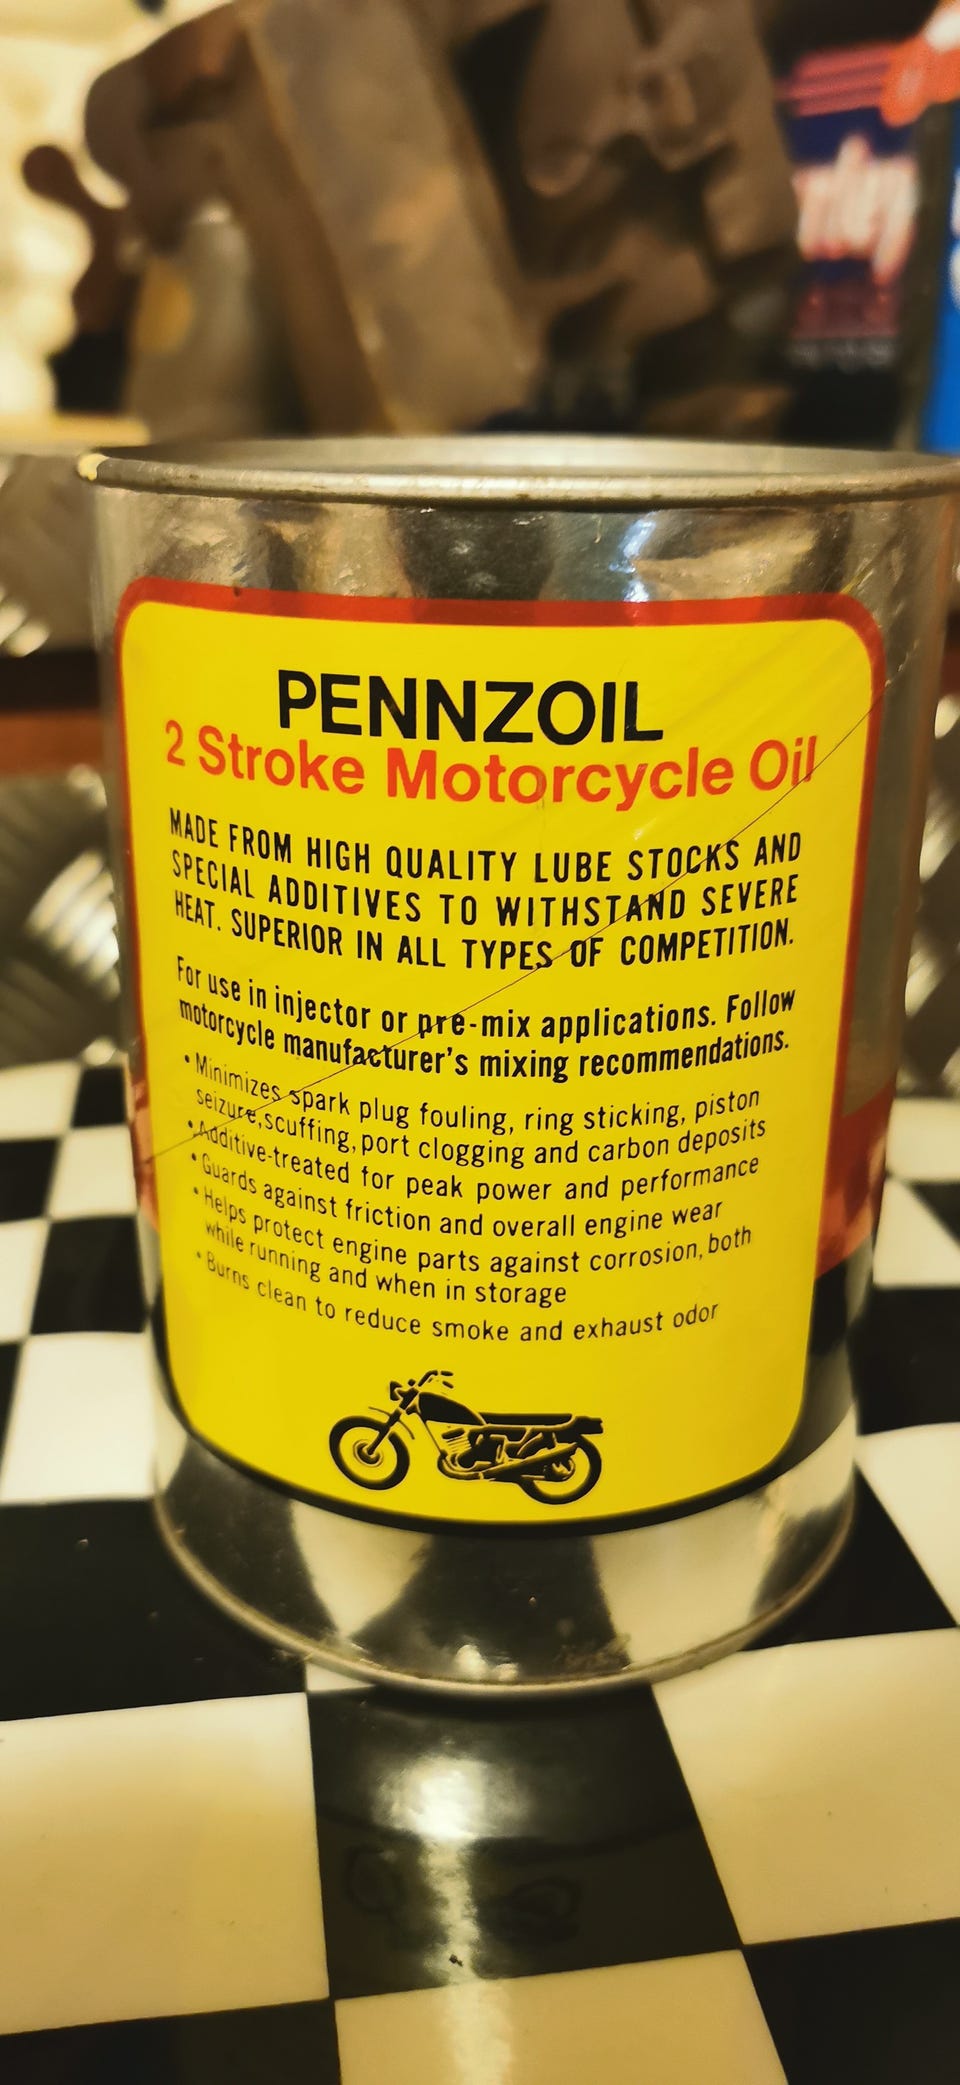 PENNZOIL
2 Stroke Motorcycle Oil
MADE FROM HIGH QUALITY LUBE STOCKS AND
SPECIAL ADDITIVES TO WITHSTAND SEVERE
HEAT. SUPERIOR IN ALL TYPES OF COMPETITION.
For use in injector or pre-mix applications. Follow
motorcycle manufacturer's mixing recommendations.
• Minimizes spark plug fouling, ring sticking, piston
seizure, scuffing, port clogging and carbon deposits
• Additive-treated for peak power and performance
• Guards against friction and overall engine wear
• Helps protect engine parts against corrosion, both
while running and when in storage
• Burns clean to reduce smoke and exhaust odor